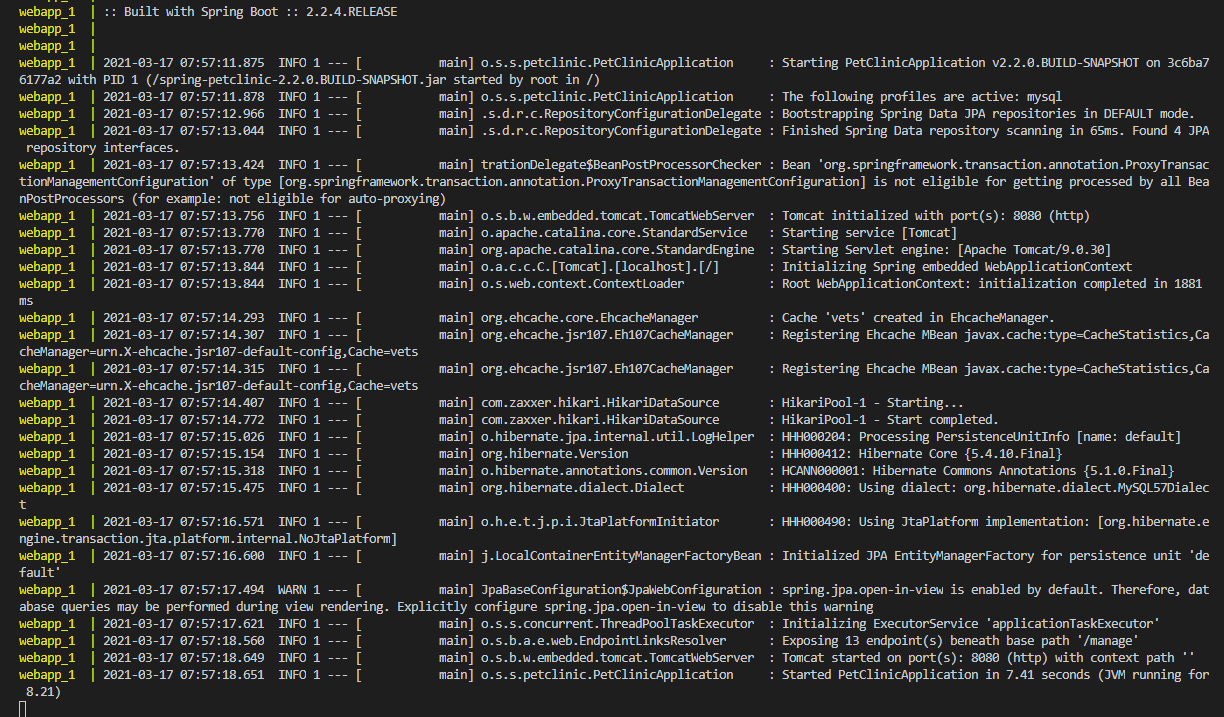 webapp_1  | :: Built with Spring Boot :: 2.2.4.RELEASE
webapp_1  |
webapp_1  |
webapp_1  | 2021-03-17 07:57:11.875  INFO 1 --- [           main] o.s.s.petclinic.PetClinicApplication     : Starting PetClinicApplication v2.2.0.BUILD-SNAPSHOT on 3c6ba7
6177a2 with PID 1 (/spring-petclinic-2.2.0.BUILD-SNAPSHOT.jar started by root in /)
webapp_1  | 2021-03-17 07:57:11.878  INFO 1 --- [           main] o.s.s.petclinic.PetClinicApplication     : The following profiles are active: mysql
webapp_1  | 2021-03-17 07:57:12.966  INFO 1 --- [           main] .s.d.r.c.RepositoryConfigurationDelegate : Bootstrapping Spring Data JPA repositories in DEFAULT mode.
webapp_1  | 2021-03-17 07:57:13.044  INFO 1 --- [           main] .s.d.r.c.RepositoryConfigurationDelegate : Finished Spring Data repository scanning in 65ms. Found 4 JPA
 repository interfaces.
webapp_1  | 2021-03-17 07:57:13.424  INFO 1 --- [           main] trationDelegate$BeanPostProcessorChecker : Bean 'org.springframework.transaction.annotation.ProxyTransac
tionManagementConfiguration' of type [org.springframework.transaction.annotation.ProxyTransactionManagementConfiguration] is not eligible for getting processed by all Bea
nPostProcessors (for example: not eligible for auto-proxying)
webapp_1  | 2021-03-17 07:57:13.756  INFO 1 --- [           main] o.s.b.w.embedded.tomcat.TomcatWebServer  : Tomcat initialized with port(s): 8080 (http)
webapp_1  | 2021-03-17 07:57:13.770  INFO 1 --- [           main] o.apache.catalina.core.StandardService   : Starting service [Tomcat]
webapp_1  | 2021-03-17 07:57:13.770  INFO 1 --- [           main] org.apache.catalina.core.StandardEngine  : Starting Servlet engine: [Apache Tomcat/9.0.30]
webapp_1  | 2021-03-17 07:57:13.844  INFO 1 --- [           main] o.a.c.c.C.[Tomcat].[localhost].[/]       : Initializing Spring embedded WebApplicationContext
webapp_1  | 2021-03-17 07:57:13.844  INFO 1 --- [           main] o.s.web.context.ContextLoader            : Root WebApplicationContext: initialization completed in 1881
ms
webapp_1  | 2021-03-17 07:57:14.293  INFO 1 --- [           main] org.ehcache.core.EhcacheManager          : Cache 'vets' created in EhcacheManager.
webapp_1  | 2021-03-17 07:57:14.307  INFO 1 --- [           main] org.ehcache.jsr107.Eh107CacheManager     : Registering Ehcache MBean javax.cache:type=CacheStatistics,Ca
cheManager=urn.X-ehcache.jsr107-default-config,Cache=vets
webapp_1  | 2021-03-17 07:57:14.315  INFO 1 --- [           main] org.ehcache.jsr107.Eh107CacheManager     : Registering Ehcache MBean javax.cache:type=CacheStatistics,Ca
cheManager=urn.X-ehcache.jsr107-default-config,Cache=vets
webapp_1  | 2021-03-17 07:57:14.407  INFO 1 --- [           main] com.zaxxer.hikari.HikariDataSource       : HikariPool-1 - Starting...
webapp_1  | 2021-03-17 07:57:14.772  INFO 1 --- [           main] com.zaxxer.hikari.HikariDataSource       : HikariPool-1 - Start completed.
webapp_1  | 2021-03-17 07:57:15.026  INFO 1 --- [           main] o.hibernate.jpa.internal.util.LogHelper  : HHH000204: Processing PersistenceUnitInfo [name: default]
webapp_1  | 2021-03-17 07:57:15.154  INFO 1 --- [           main] org.hibernate.Version                    : HHH000412: Hibernate Core {5.4.10.Final}
webapp_1  | 2021-03-17 07:57:15.318  INFO 1 --- [           main] o.hibernate.annotations.common.Version   : HCANN000001: Hibernate Commons Annotations {5.1.0.Final}
webapp_1  | 2021-03-17 07:57:15.475  INFO 1 --- [           main] org.hibernate.dialect.Dialect            : HHH000400: Using dialect: org.hibernate.dialect.MySQL57Dialec
t
webapp_1  | 2021-03-17 07:57:16.571  INFO 1 --- [           main] o.h.e.t.j.p.i.JtaPlatformInitiator       : HHH000490: Using JtaPlatform implementation: [org.hibernate.e
ngine.transaction.jta.platform.internal.NoJtaPlatform]
webapp_1  | 2021-03-17 07:57:16.600  INFO 1 --- [           main] j.LocalContainerEntityManagerFactoryBean : Initialized JPA EntityManagerFactory for persistence unit 'de
fault'
webapp_1  | 2021-03-17 07:57:17.494  WARN 1 --- [           main] JpaBaseConfiguration$JpaWebConfiguration : spring.jpa.open-in-view is enabled by default. Therefore, dat
abase queries may be performed during view rendering. Explicitly configure spring.jpa.open-in-view to disable this warning
webapp_1  | 2021-03-17 07:57:17.621  INFO 1 --- [           main] o.s.s.concurrent.ThreadPoolTaskExecutor  : Initializing ExecutorService 'applicationTaskExecutor'
webapp_1  | 2021-03-17 07:57:18.560  INFO 1 --- [           main] o.s.b.a.e.web.EndpointLinksResolver      : Exposing 13 endpoint(s) beneath base path '/manage'
webapp_1  | 2021-03-17 07:57:18.649  INFO 1 --- [           main] o.s.b.w.embedded.tomcat.TomcatWebServer  : Tomcat started on port(s): 8080 (http) with context path ''
webapp_1  | 2021-03-17 07:57:18.651  INFO 1 --- [           main] o.s.s.petclinic.PetClinicApplication     : Started PetClinicApplication in 7.41 seconds (JVM running for
 8.21)